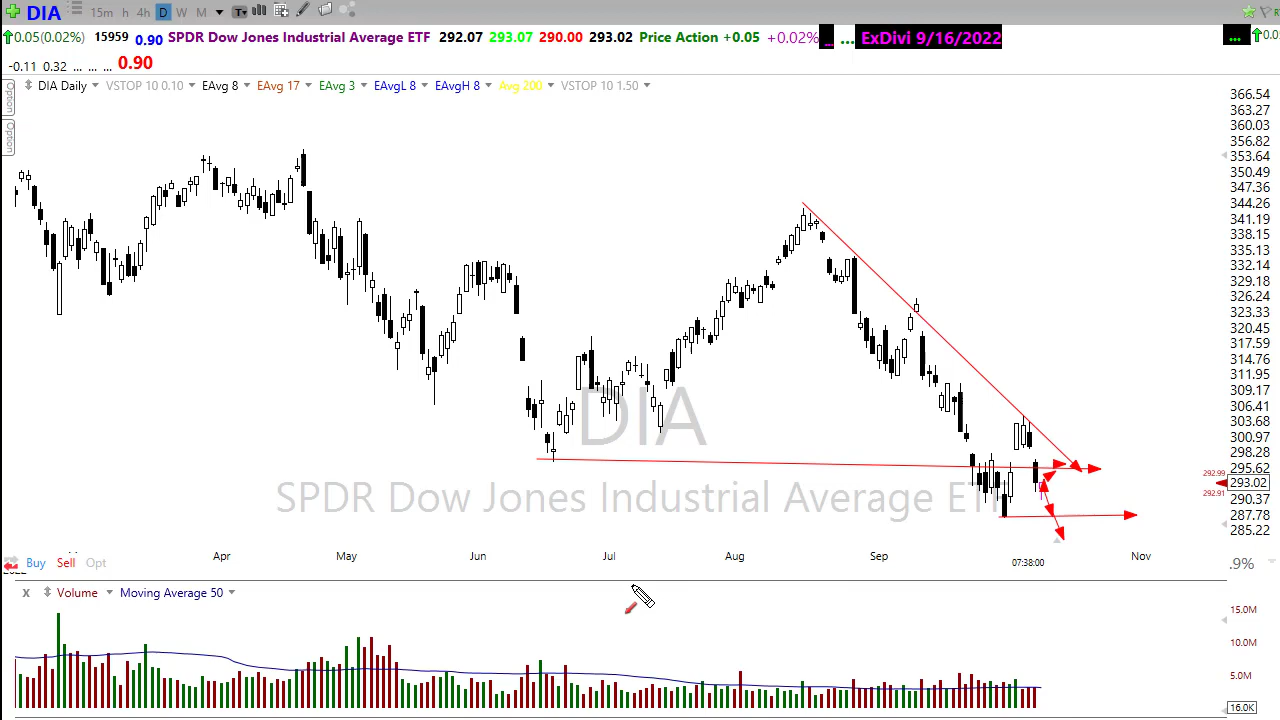 DIA 15m h 4h D W M T
0.05(0.02%) 15959 0.90 SPDR Dow Jones Industrial Average ETF 292.07 293.07 290.00 293.02 Price Action +0.05 +0.02% ... ... ExDivi 9/16/2022 ...
-0.11 0.32 ... ... ... 0.90
DIA Daily VSTOP 10 0.10 EAvg 8 EAvg 17 EAvg 3 EAvgL 8 EAvgH 8 Avg 200 VSTOP 10 1.50
Option
Option
366.54
363.27
360.03
356.82
353.64
350.49
347.36
344.26
341.19
338.15
335.13
332.14
329.18
326.24
323.33
320.45
317.59
314.76
311.95
309.17
306.41
303.68
300.97
298.28
295.62
292.99
293.02
292.91
290.37
287.78
285.22
DIA
SPDR Dow Jones Industrial Average ETF
Apr May Jun Jul Aug Sep 07:38:00 Nov
Buy Sell Opt .9%
x Volume Moving Average 50
15.0M
10.0M
5.0M
16.0K